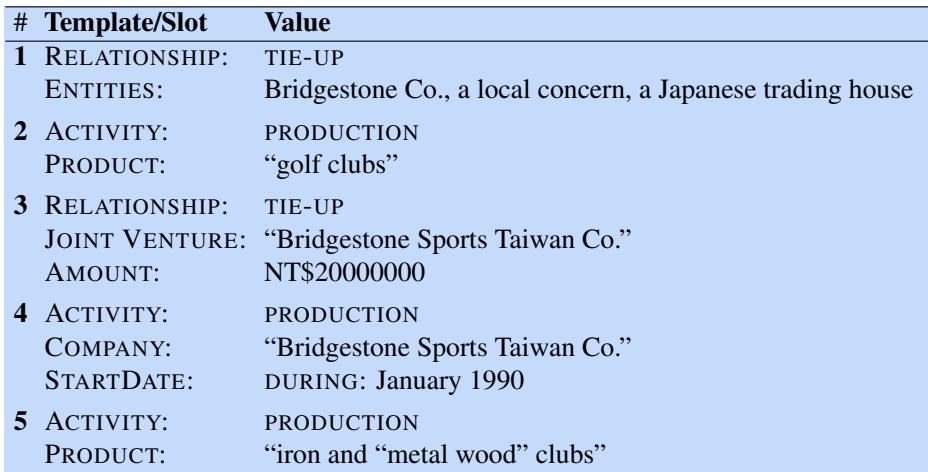 # Template/Slot Value
1 RELATIONSHIP: TIE-UP
ENTITIES: Bridgestone Co., a local concern, a Japanese trading house
2 ACTIVITY: PRODUCTION
PRODUCT: “golf clubs”
3 RELATIONSHIP: TIE-UP
JOINT VENTURE: “Bridgestone Sports Taiwan Co.”
AMOUNT: NT$20000000
4 ACTIVITY: PRODUCTION
COMPANY: “Bridgestone Sports Taiwan Co.”
STARTDATE: DURING: January 1990
5 ACTIVITY: PRODUCTION
PRODUCT: “iron and “metal wood” clubs”